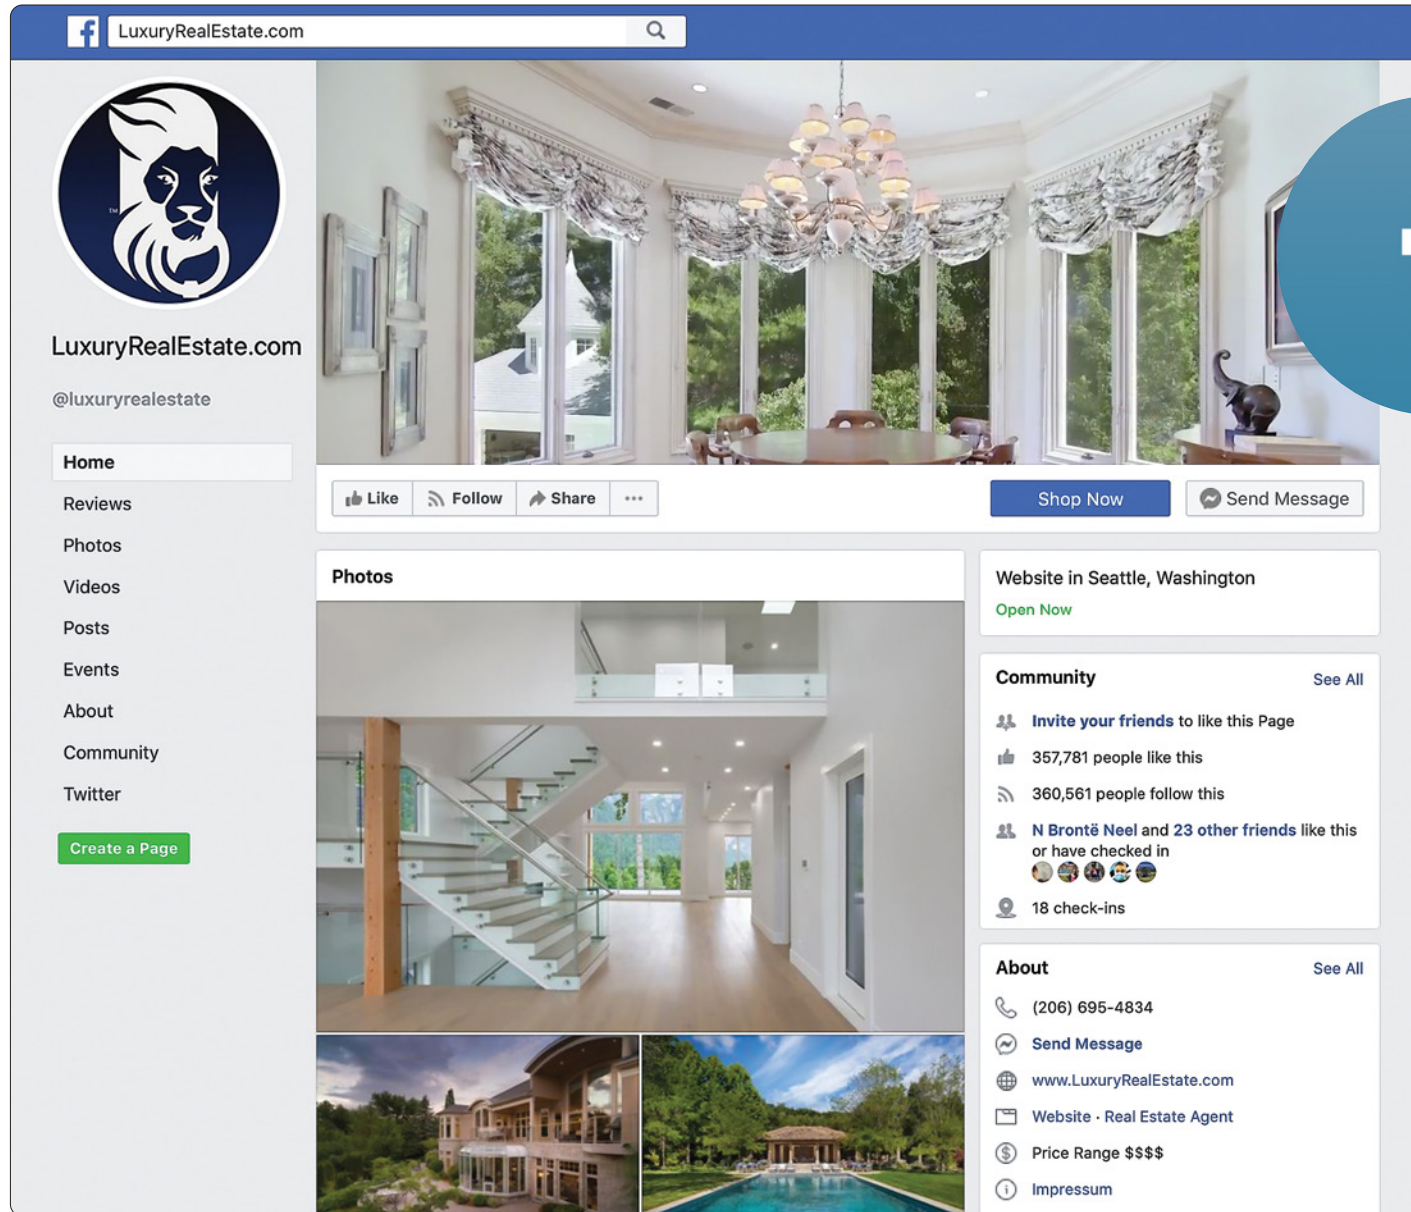 LuxuryRealEstate.com
TM
LuxuryRealEstate.com
@luxuryrealestate
Home
Reviews
Photos
Videos
Posts
Events
About
Community
Twitter
Create a Page
Like Follow Share ...
Shop Now
Send Message
Photos
Website in Seattle, Washington
Open Now
Community See All
Invite your friends to like this Page
357,781 people like this
360,561 people follow this
N Brontë Neel and 23 other friends like this
or have checked in
18 check-ins
About See All
(206) 695-4834
Send Message
www.LuxuryRealEstate.com
Website · Real Estate Agent
Price Range $$$$
Impressum